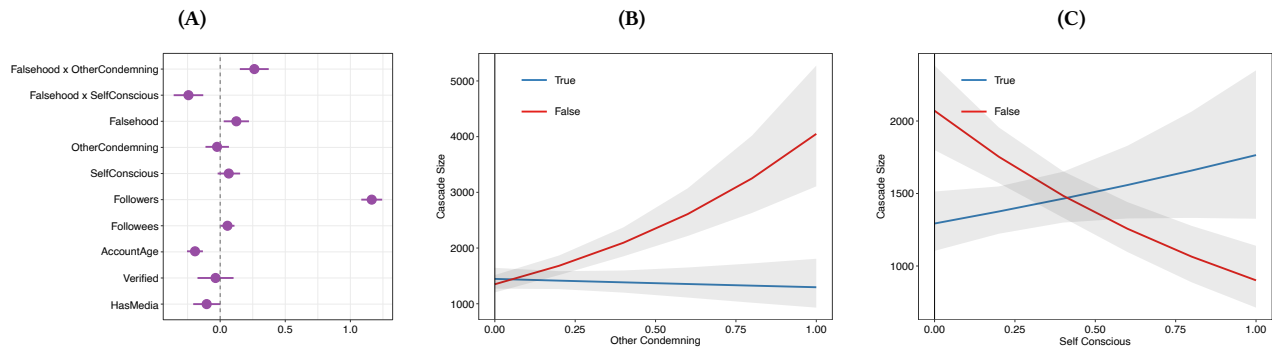 (A)
Falsehood x OtherCondemning
Falsehood x SelfConscious
Falsehood
OtherCondemning
SelfConscious
Followers
Followees
AccountAge
Verified
HasMedia
0.0 0.5 1.0
(B)
True
False
Cascade Size
5000
4000
3000
2000
1000
0.00 0.25 0.50 0.75 1.00
Other Condemning
(C)
True
False
Cascade Size
2000
1500
1000
0.00 0.25 0.50 0.75 1.00
Self Conscious